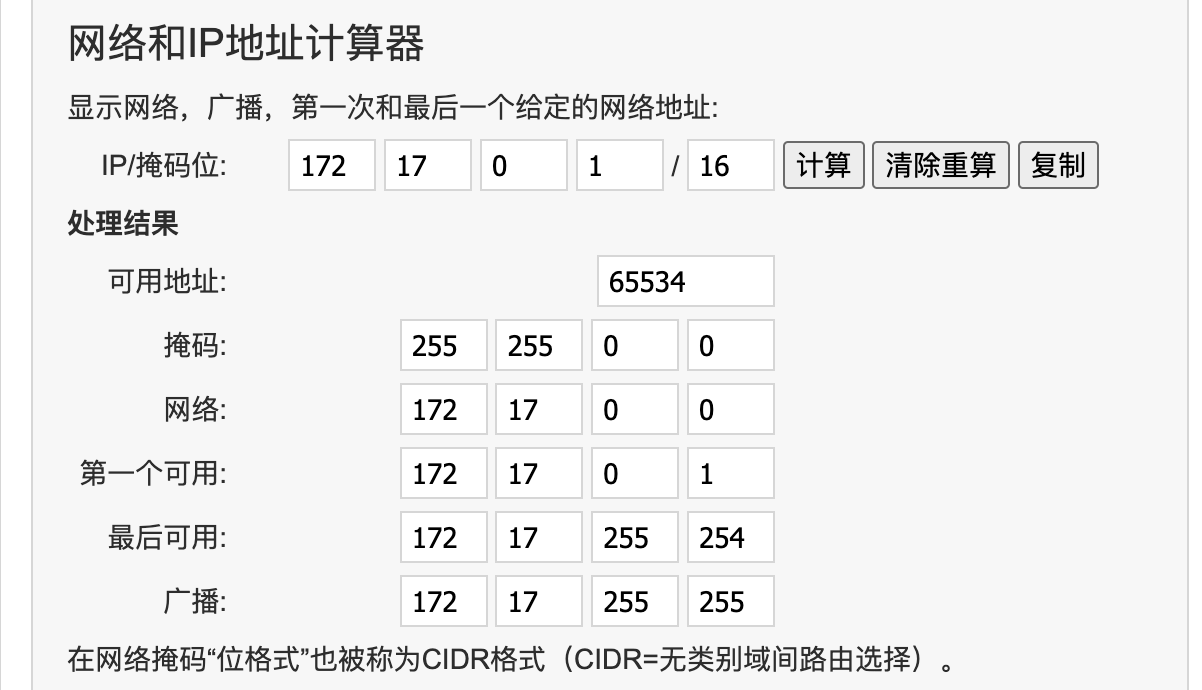 网络和IP地址计算器
显示网络，广播，第一次和最后一个给定的网络地址:
IP/掩码位: 172 17 0 1 / 16 计算 清除重算 复制
处理结果
可用地址: 65534
掩码: 255 255 0 0
网络: 172 17 0 0
第一个可用: 172 17 0 1
最后可用: 172 17 255 254
广播: 172 17 255 255
在网络掩码“位格式”也被称为CIDR格式（CIDR=无类别域间路由选择）。